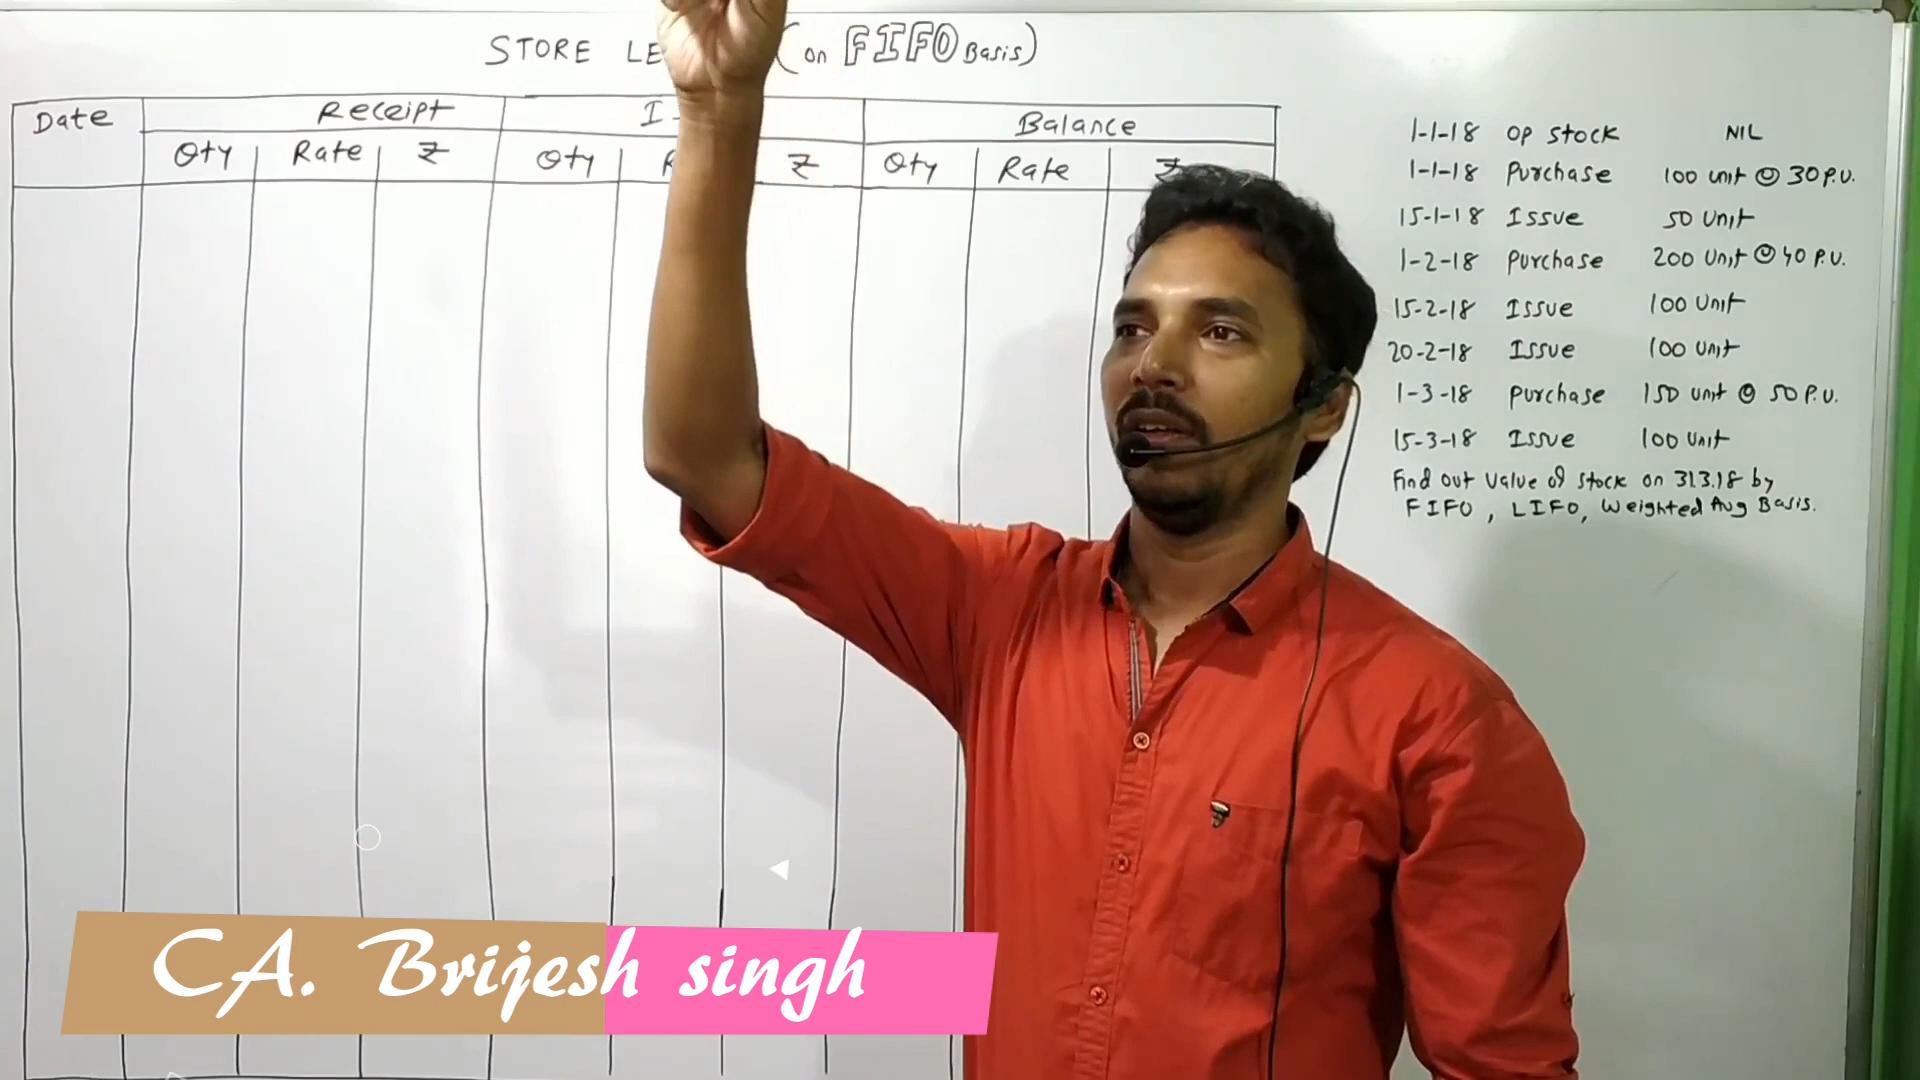 STORE LE (on FIFO Basis)
Date Receipt I Balance
Qty Rate ₹ Qty R ₹ Qty Rate ₹
1-1-18 Op Stock NIL
1-1-18 Purchase 100 unit @ 30 P.U.
15-1-18 Issue 50 Unit
1-2-18 Purchase 200 Unit @ 40 P.U.
15-2-18 Issue 100 Unit
20-2-18 Issue 100 Unit
1-3-18 Purchase 150 Unit @ 50 P.U.
15-3-18 Issue 100 Unit
Find out Value of Stock on 31.3.18 by
FIFO, LIFO, Weighted Avg Basis.
CA. Brijesh singh